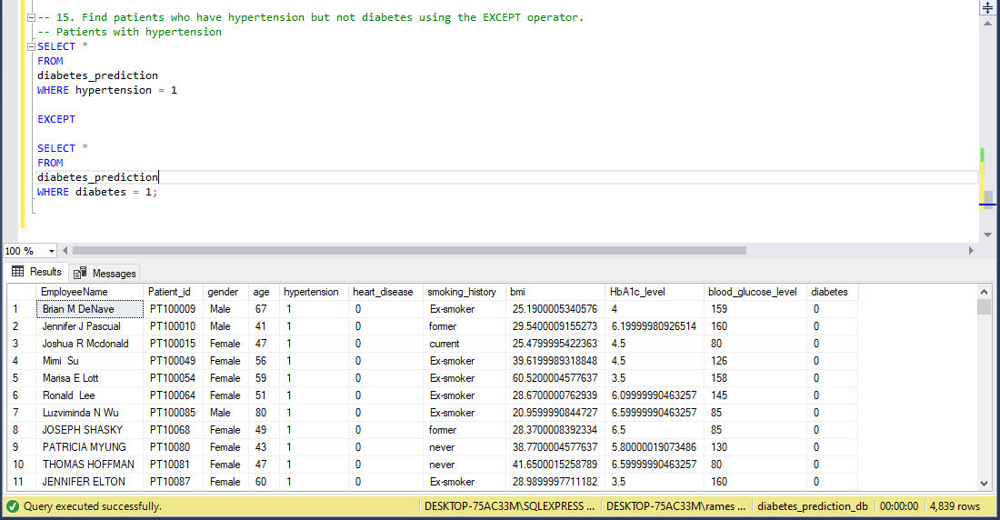 -- 15. Find patients who have hypertension but not diabetes using the EXCEPT operator.
-- Patients with hypertension
SELECT *
FROM
diabetes_prediction
WHERE hypertension = 1
EXCEPT
SELECT *
FROM
diabetes_prediction
WHERE diabetes = 1;
100 %
Results Messages
EmployeeName Patient_id gender age hypertension heart_disease smoking_history bmi HbA1c_level blood_glucose_level diabetes
1 Brian M DeNave PT100009 Male 67 1 0 Ex-smoker 25.1900005340576 4 159 0
2 Jennifer J Pascual PT100010 Male 41 1 0 former 29.5400009155273 6.19999980926514 160 0
3 Joshua R Mcdonald PT100015 Female 47 1 0 current 25.4799995422363 4.5 80 0
4 Mimi  Su PT100049 Female 56 1 0 Ex-smoker 39.6199989318848 4.5 126 0
5 Marisa E Lott PT100054 Female 59 1 0 Ex-smoker 60.5200004577637 3.5 158 0
6 Ronald  Lee PT100064 Female 51 1 0 Ex-smoker 28.6700000762939 6.09999990463257 145 0
7 Luzviminda N Wu PT100085 Male 80 1 0 Ex-smoker 20.9599990844727 6.59999990463257 85 0
8 JOSEPH SHASKY PT10068 Female 49 1 0 former 28.3700008392334 6.5 85 0
9 PATRICIA MYUNG PT10080 Female 43 1 0 never 38.7700004577637 5.80000019073486 130 0
10 THOMAS HOFFMAN PT10081 Female 47 1 0 never 41.6500015258789 6.59999990463257 80 0
11 JENNIFER ELTON PT10087 Female 60 1 0 Ex-smoker 28.9899997711182 3.5 160 0
Query executed successfully. DESKTOP-75AC33M\SQLEXPRESS ... DESKTOP-75AC33M\rames ... diabetes_prediction_db 00:00:00 4,839 rows